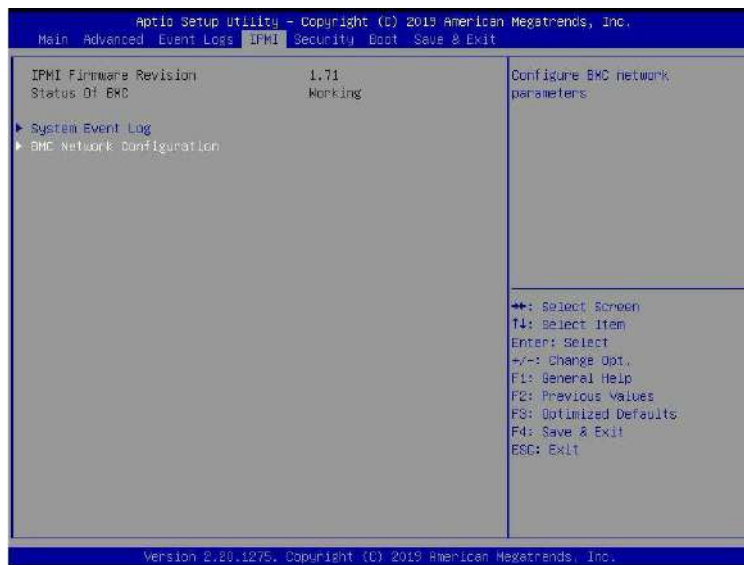 Aptio Setup Utility – Copyright (C) 2019 American Megatrends, Inc.
Main Advanced Event Logs IPMI Security Boot Save & Exit
IPMI Firmware Revision 1.71
Status Of BMC Working
System Event Log
BMC Network Configuration
Configure BMC network
parameters
→←: Select Screen
↑↓: Select Item
Enter: Select
+/-: Change Opt.
F1: General Help
F2: Previous Values
F3: Optimized Defaults
F4: Save & Exit
ESC: Exit
Version 2.20.1275. Copyright (C) 2019 American Megatrends, Inc.